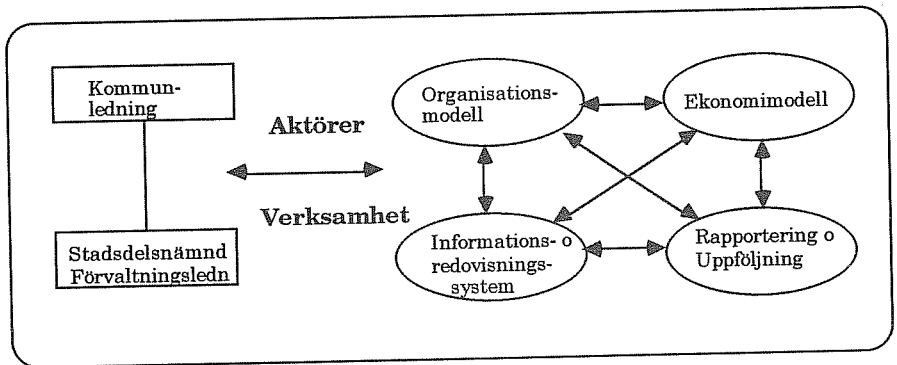 Kommun-
ledning
Aktörer
Verksamhet
Stadsdelsnämnd
Förvaltningsledn
Organisations-
modell
Ekonomimodell
Informations- o
redovisnings-
system
Rapportering o
Uppföljning